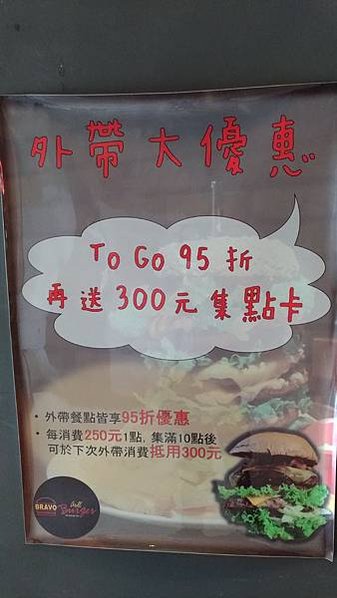 外帶大優惠
TO GO 95 折
再送 300元 集點卡
• 外帶餐點皆享95折優惠
• 每消費250元1點, 集滿10點後
可於下次外帶消費抵用300元
BRAVO
Burger